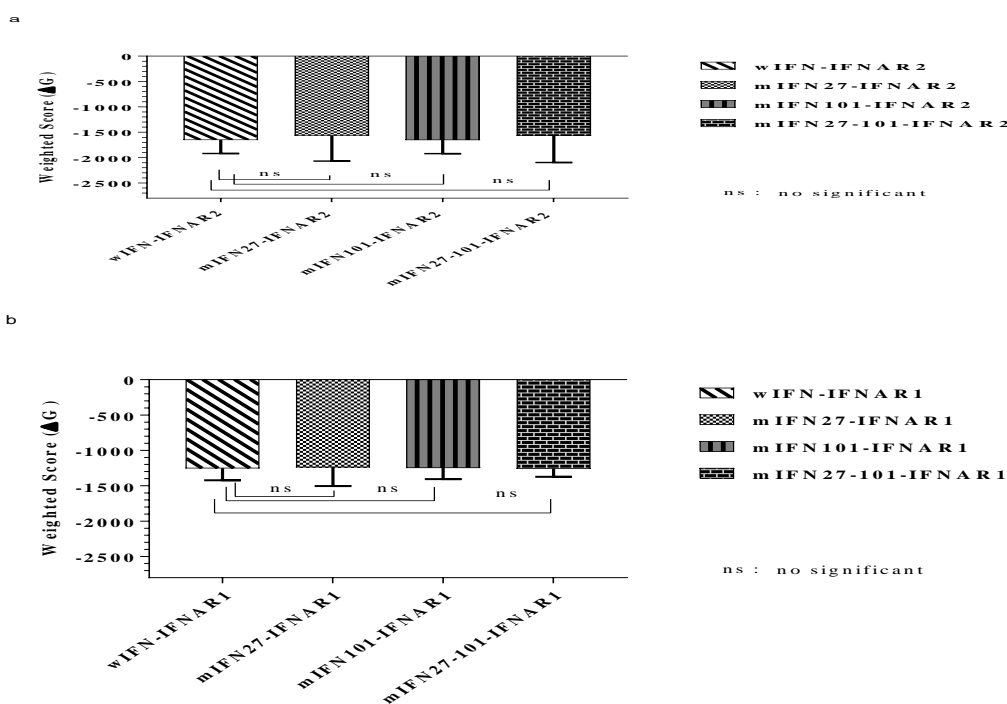 a
Weighted Score (▲G)
0
-500
-1000
-1500
-2000
-2500
ns
ns
ns
wIFN-IFNAR2
mIFN27-IFNAR2
mIFN101-IFNAR2
mIFN27-101-IFNAR2
wIFN-IFNAR2
mIFN27-IFNAR2
mIFN101-IFNAR2
mIFN27-101-IFNAR2
ns : no significant
b
Weighted Score (▲G)
0
-500
-1000
-1500
-2000
-2500
ns
ns
ns
wIFN-IFNAR1
mIFN27-IFNAR1
mIFN101-IFNAR1
mIFN27-101-IFNAR1
wIFN-IFNAR1
mIFN27-IFNAR1
mIFN101-IFNAR1
mIFN27-101-IFNAR1
ns : no significant